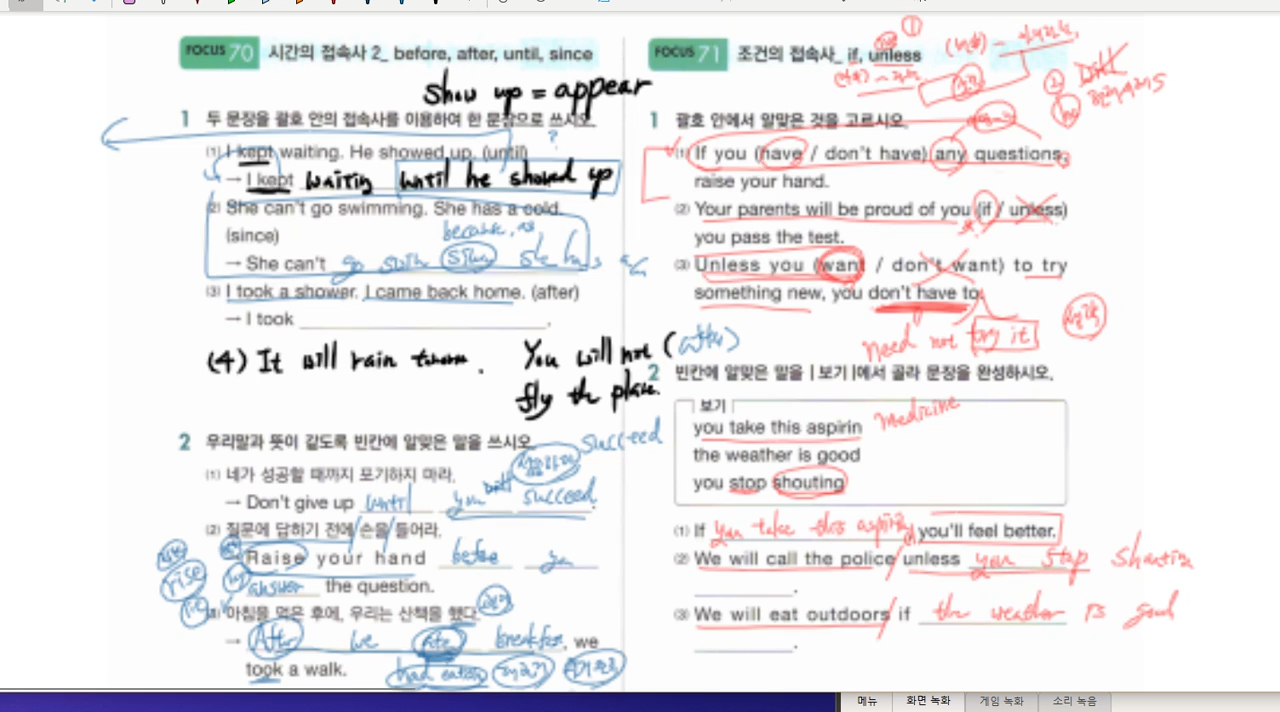 FOCUS 70 시간의 접속사 2_ before, after, until, since
show up = appear
1 두 문장을 괄호 안의 접속사를 이용하여 한 문장으로 쓰시오.
(1) I kept waiting. He showed up. (until)
→ I kept waiting until he showed up
(2) She can't go swimming. She has a cold.
(since)
because, as
→ She can't go swim since she has a
(3) I took a shower. I came back home. (after)
→ I took
(4) It will rain. You will not (after)
fly the plane.
2 우리말과 뜻이 같도록 빈칸에 알맞은 말을 쓰시오.
succeed
(1) 네가 성공할 때까지 포기하지 마라.
→ Don't give up until you succeed.
(2) 질문에 답하기 전에 손을 들어라.
Raise your hand before you
rise
answer the question.
(3) 아침을 먹은 후에, 우리는 산책을 했다.
→ After we ate breakfast, we
took a walk. had eaten
FOCUS 71 조건의 접속사_ if, unless
1 괄호 안에서 알맞은 것을 고르시오.
(1) If you (have / don't have) any questions,
raise your hand.
(2) Your parents will be proud of you (if / unless)
you pass the test.
(3) Unless you (want / don't want) to try
something new, you don't have to.
need not try it 생략
2 빈칸에 알맞은 말을 | 보기 |에서 골라 문장을 완성하시오.
보기
you take this aspirin medicine
the weather is good
you stop shouting
(1) If you take this aspirin, you'll feel better.
(2) We will call the police unless you stop shouting
.
(3) We will eat outdoors if the weather is good
.
메뉴 화면 녹화 게임 녹화 소리 녹음